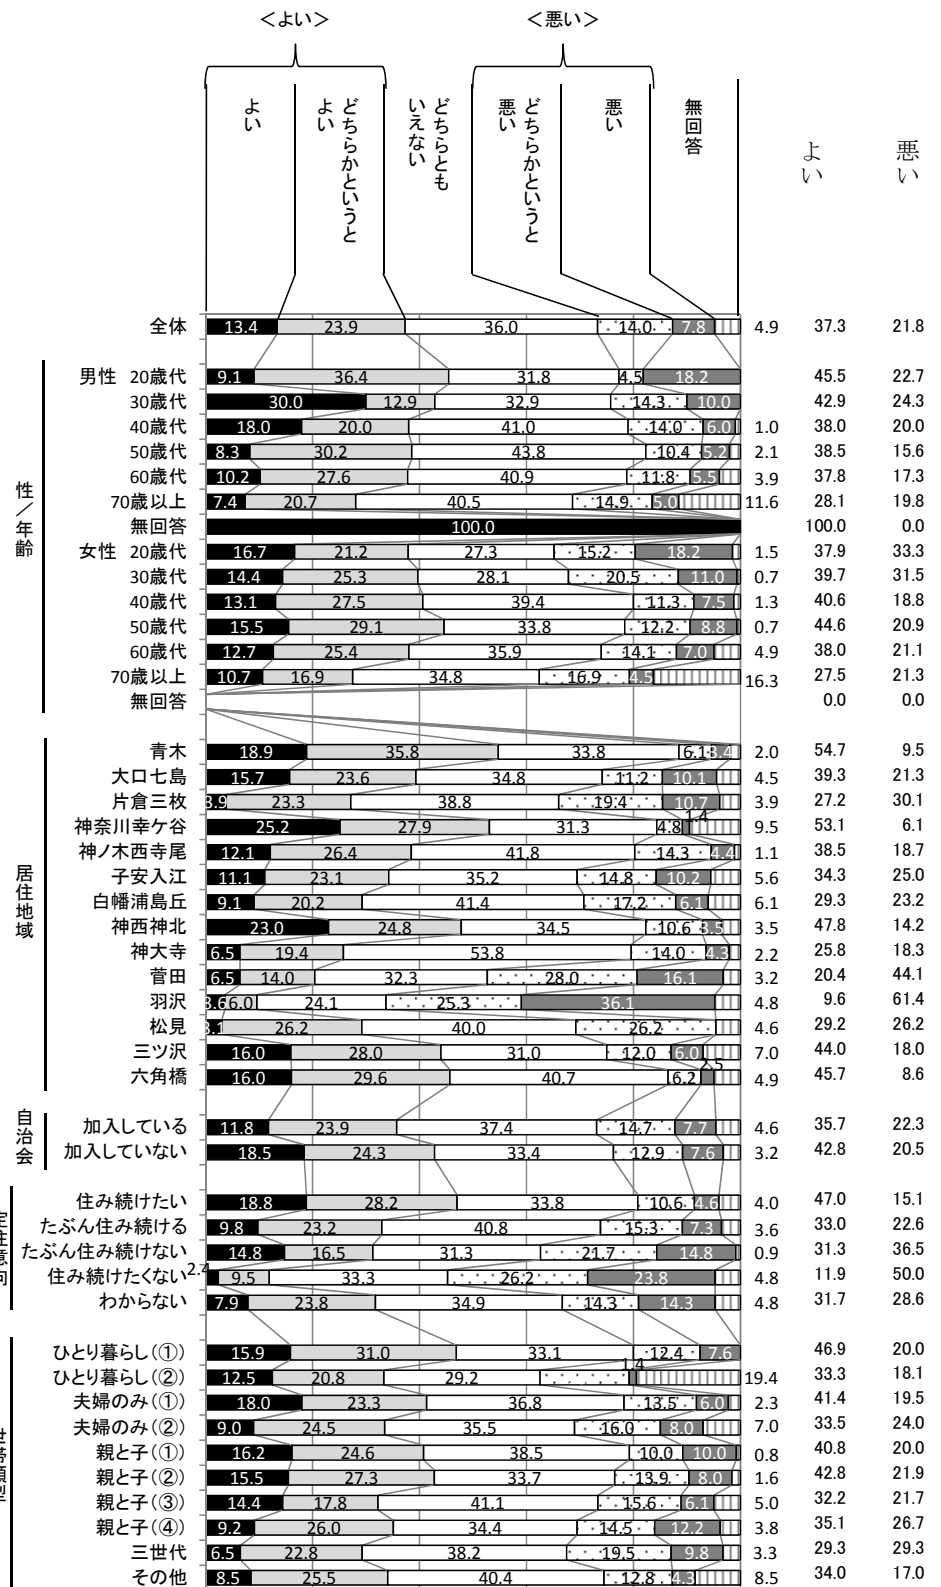 ＜よい＞ ＜悪い＞
よい
どちらかというと
よい
どちらとも
いえない
どちらかというと
悪い
悪い
無回答
よい
悪い
全体 13.4 23.9 36.0 14.0 7.8 4.9 37.3 21.8
性／年齢
男性 20歳代 9.1 36.4 31.8 4.5 18.2 45.5 22.7
30歳代 30.0 12.9 32.9 14.3 10.0 42.9 24.3
40歳代 18.0 20.0 41.0 14.0 6.0 1.0 38.0 20.0
50歳代 8.3 30.2 43.8 10.4 5.2 2.1 38.5 15.6
60歳代 10.2 27.6 40.9 11.8 5.5 3.9 37.8 17.3
70歳以上 7.4 20.7 40.5 14.9 5.0 11.6 28.1 19.8
無回答 100.0 100.0 0.0
女性 20歳代 16.7 21.2 27.3 15.2 18.2 1.5 37.9 33.3
30歳代 14.4 25.3 28.1 20.5 11.0 0.7 39.7 31.5
40歳代 13.1 27.5 39.4 11.3 7.5 1.3 40.6 18.8
50歳代 15.5 29.1 33.8 12.2 8.8 0.7 44.6 20.9
60歳代 12.7 25.4 35.9 14.1 7.0 4.9 38.0 21.1
70歳以上 10.7 16.9 34.8 16.9 4.5 16.3 27.5 21.3
無回答 0.0 0.0
居住地域
青木 18.9 35.8 33.8 6.1 3.4 2.0 54.7 9.5
大口七島 15.7 23.6 34.8 11.2 10.1 4.5 39.3 21.3
片倉三枚 3.9 23.3 38.8 19.4 10.7 3.9 27.2 30.1
神奈川幸ケ谷 25.2 27.9 31.3 4.8 1.4 9.5 53.1 6.1
神ノ木西寺尾 12.1 26.4 41.8 14.3 4.4 1.1 38.5 18.7
子安入江 11.1 23.1 35.2 14.8 10.2 5.6 34.3 25.0
白幡浦島丘 9.1 20.2 41.4 17.2 6.1 6.1 29.3 23.2
神西神北 23.0 24.8 34.5 10.6 3.5 3.5 47.8 14.2
神大寺 6.5 19.4 53.8 14.0 4.3 2.2 25.8 18.3
菅田 6.5 14.0 32.3 28.0 16.1 3.2 20.4 44.1
羽沢 3.6 6.0 24.1 25.3 36.1 4.8 9.6 61.4
松見 3.1 26.2 40.0 26.2 4.6 29.2 26.2
三ツ沢 16.0 28.0 31.0 12.0 6.0 7.0 44.0 18.0
六角橋 16.0 29.6 40.7 6.2 2.5 4.9 45.7 8.6
自治会
加入している 11.8 23.9 37.4 14.7 7.7 4.6 35.7 22.3
加入していない 18.5 24.3 33.4 12.9 7.6 3.2 42.8 20.5
定住意向
住み続けたい 18.8 28.2 33.8 10.6 4.6 4.0 47.0 15.1
たぶん住み続ける 9.8 23.2 40.8 15.3 7.3 3.6 33.0 22.6
たぶん住み続けない 14.8 16.5 31.3 21.7 14.8 0.9 31.3 36.5
住み続けたくない 2.4 9.5 33.3 26.2 23.8 4.8 11.9 50.0
わからない 7.9 23.8 34.9 14.3 14.3 4.8 31.7 28.6
世帯類型
ひとり暮らし（①） 15.9 31.0 33.1 12.4 7.6 46.9 20.0
ひとり暮らし（②） 12.5 20.8 29.2 1.4 19.4 33.3 18.1
夫婦のみ（①） 18.0 23.3 36.8 13.5 6.0 2.3 41.4 19.5
夫婦のみ（②） 9.0 24.5 35.5 16.0 8.0 7.0 33.5 24.0
親と子（①） 16.2 24.6 38.5 10.0 10.0 0.8 40.8 20.0
親と子（②） 15.5 27.3 33.7 13.9 8.0 1.6 42.8 21.9
親と子（③） 14.4 17.8 41.1 15.6 6.1 5.0 32.2 21.7
親と子（④） 9.2 26.0 34.4 14.5 12.2 3.8 35.1 26.7
三世代 6.5 22.8 38.2 19.5 9.8 3.3 29.3 29.3
その他 8.5 25.5 40.4 12.8 4.3 8.5 34.0 17.0